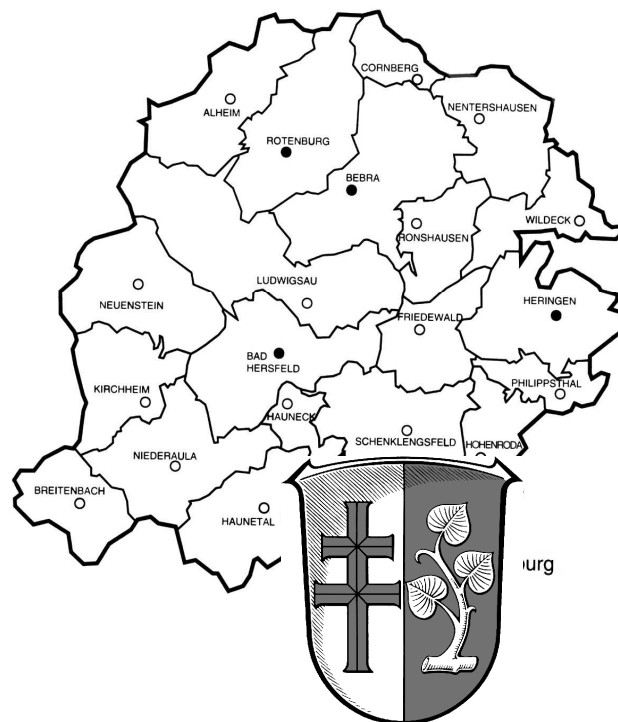 CORNBERG
ALHEIM
NENTERSHAUSEN
ROTENBURG
BEBRA
WILDECK
RONSHAUSEN
LUDWIGSAU
NEUENSTEIN
HERINGEN
FRIEDEWALD
BAD
HERSFELD
KIRCHHEIM
PHILIPPSTHAL
HAUNECK
SCHENKLENGSFELD
HOHENRODA
NIEDERAULA
BREITENBACH
HAUNETAL
burg